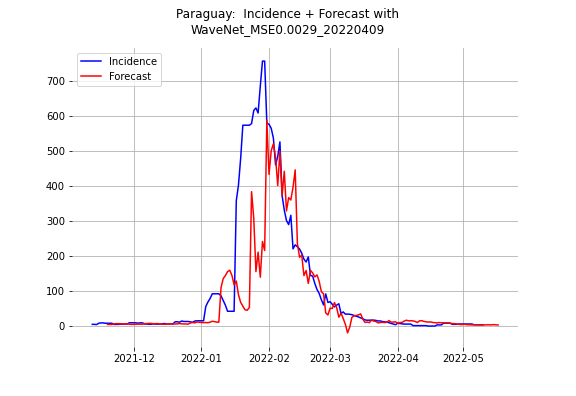 Paraguay:  Incidence + Forecast with
WaveNet_MSE0.0029_20220409
Incidence
Forecast
700
600
500
400
300
200
100
0
2021-12 2022-01 2022-02 2022-03 2022-04 2022-05